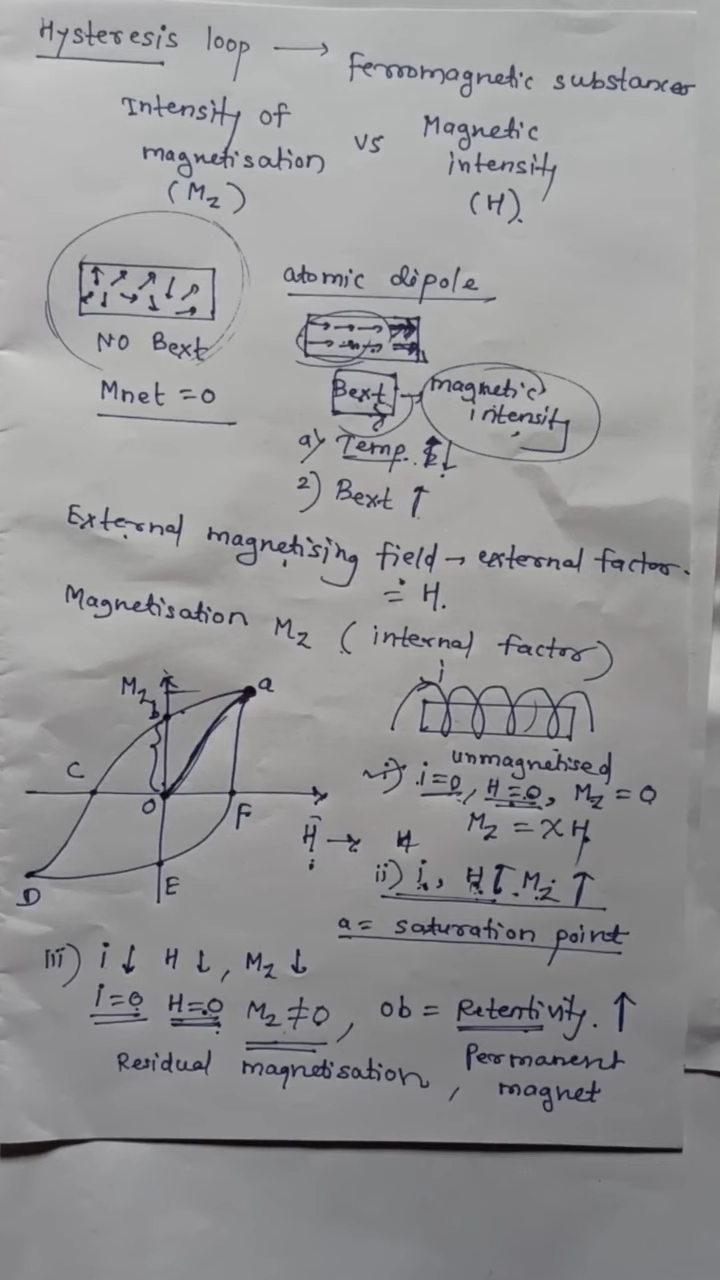 Hysteresis loop → Ferromagnetic substances
Intensity of magnetisation (Mz) vs Magnetic intensity (H).
NO Bext
Mnet = 0
atomic dipole
Bext magnetic intensity
a) Temp. ↓
2) Bext ↑
External magnetising field → external factor.
= H.
Magnetisation Mz (internal factor)
Mz
b
a
C
O
F
D
E
H →
H
i
unmagnetised
i) i=0, H=0, Mz = 0
Mz = χH
ii) i, H↑ Mz ↑
a = saturation point
iii) i ↓ H ↓, Mz ↓
i=0 H=0 Mz ≠ 0, ob = Retentivity. ↑
Residual magnetisation, Permanent magnet